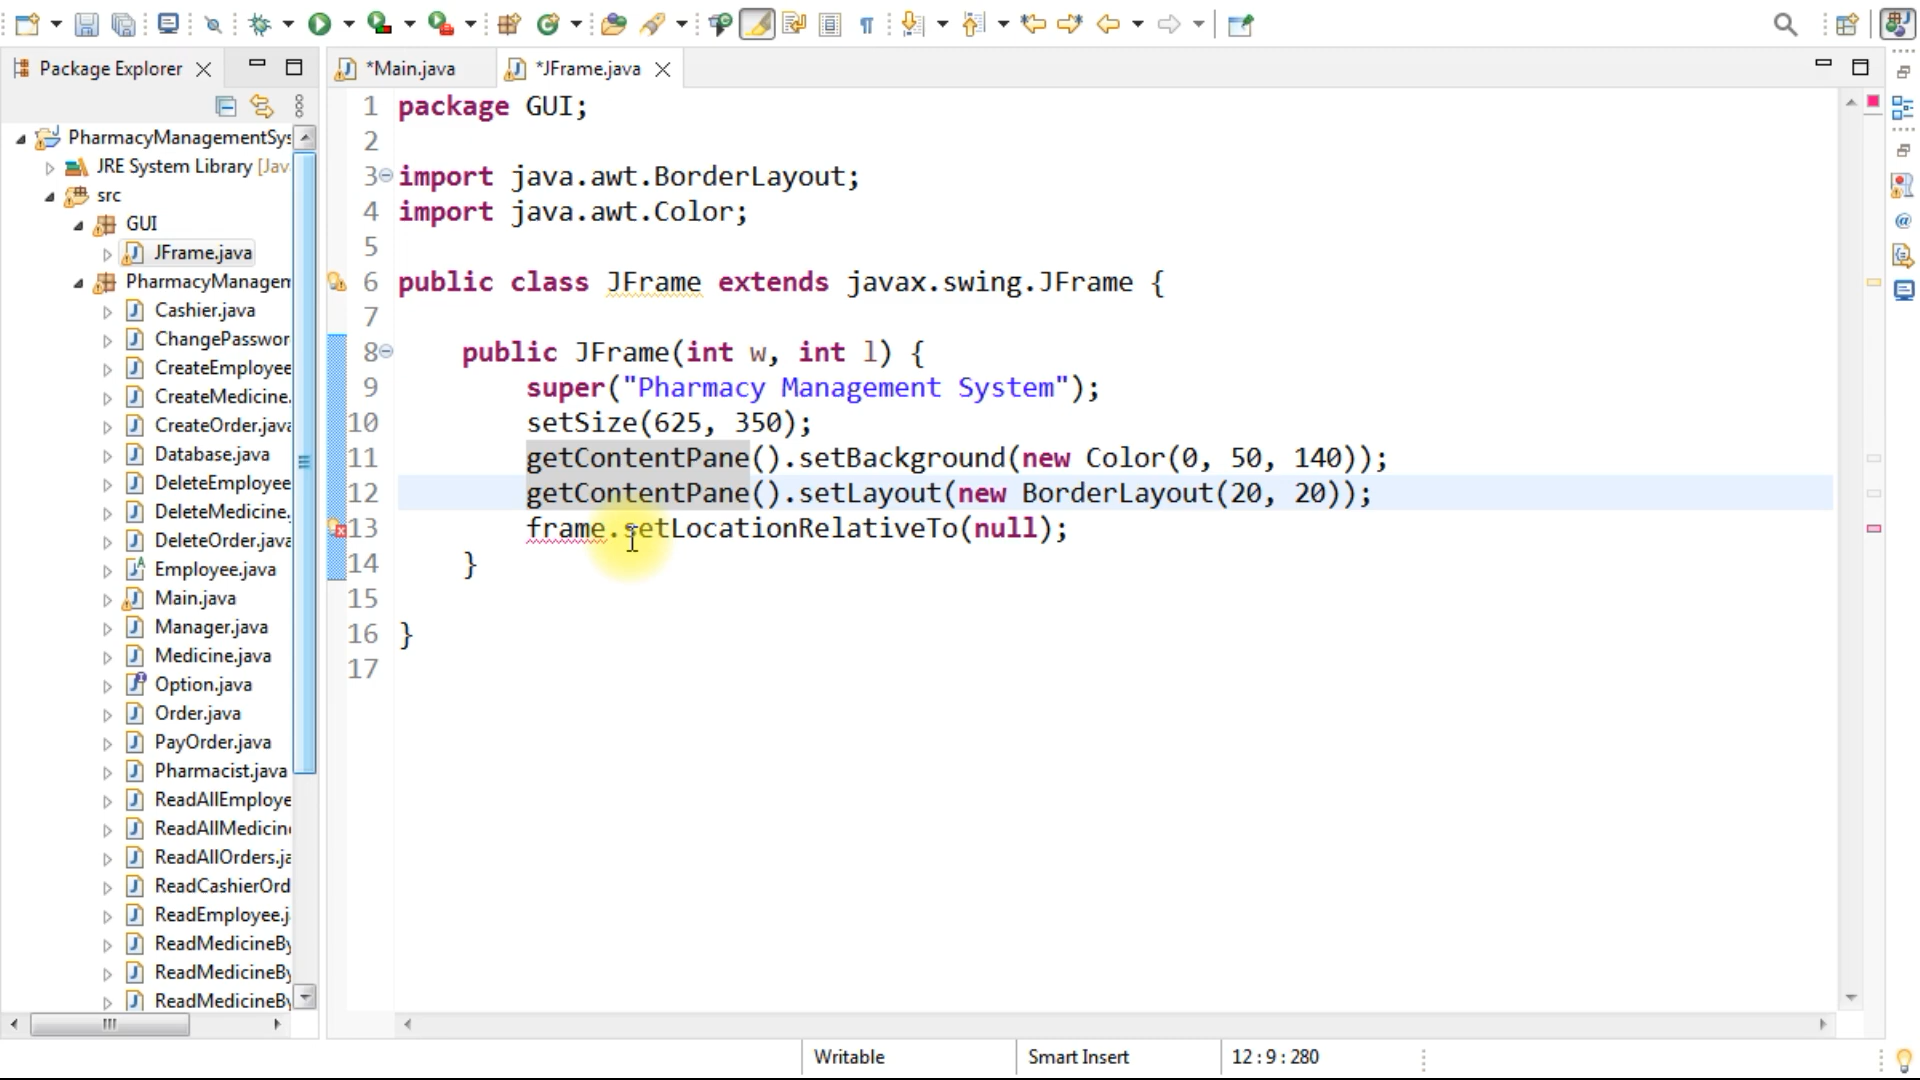 Package Explorer
*Main.java
*JFrame.java
PharmacyManagementSys
JRE System Library [Jav
src
GUI
JFrame.java
PharmacyManagem
Cashier.java
ChangePasswor
CreateEmployee
CreateMedicine.
CreateOrder.java
Database.java
DeleteEmployee
DeleteMedicine.
DeleteOrder.java
Employee.java
Main.java
Manager.java
Medicine.java
Option.java
Order.java
PayOrder.java
Pharmacist.java
ReadAllEmploye
ReadAllMedicin
ReadAllOrders.ja
ReadCashierOrd
ReadEmployee.j
ReadMedicineBy
ReadMedicineBy
ReadMedicineBy
1 package GUI;
2
3 import java.awt.BorderLayout;
4 import java.awt.Color;
5
6 public class JFrame extends javax.swing.JFrame {
7
8 public JFrame(int w, int l) {
9 super("Pharmacy Management System");
10 setSize(625, 350);
11 getContentPane().setBackground(new Color(0, 50, 140));
12 getContentPane().setLayout(new BorderLayout(20, 20));
13 frame.setLocationRelativeTo(null);
14 }
15
16 }
17
Writable
Smart Insert
12 : 9 : 280